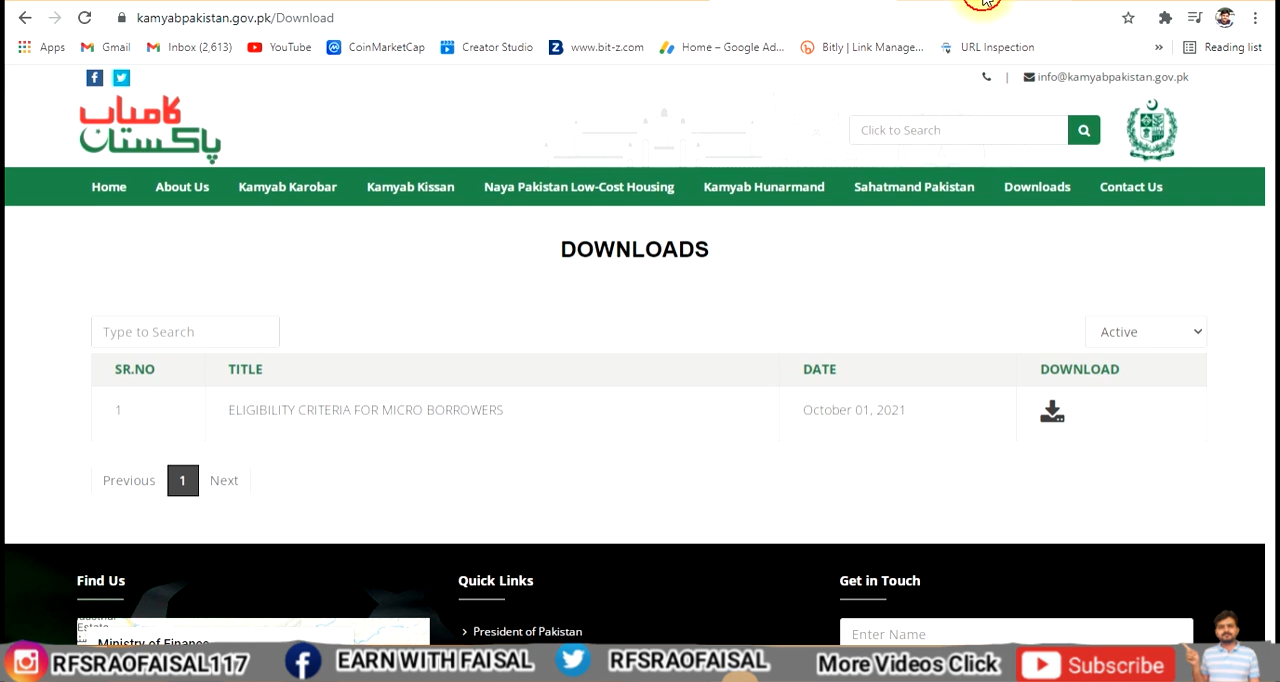 kamyabpakistan.gov.pk/Download
Apps Gmail Inbox (2,613) YouTube CoinMarketCap Creator Studio www.bit-z.com Home – Google Ad... Bitly | Link Manage... URL Inspection » Reading list
| info@kamyabpakistan.gov.pk
کامیاب
پاکستان
Click to Search
Home About Us Kamyab Karobar Kamyab Kissan Naya Pakistan Low-Cost Housing Kamyab Hunarmand Sahatmand Pakistan Downloads Contact Us
DOWNLOADS
Type to Search Active
SR.NO TITLE DATE DOWNLOAD
1 ELIGIBILITY CRITERIA FOR MICRO BORROWERS October 01, 2021
Previous 1 Next
Find Us Quick Links Get in Touch
Estate
Ministry of Finance
> President of Pakistan
Enter Name
RFSRAOFAISAL117 EARN WITH FAISAL RFSRAOFAISAL More Videos Click Subscribe